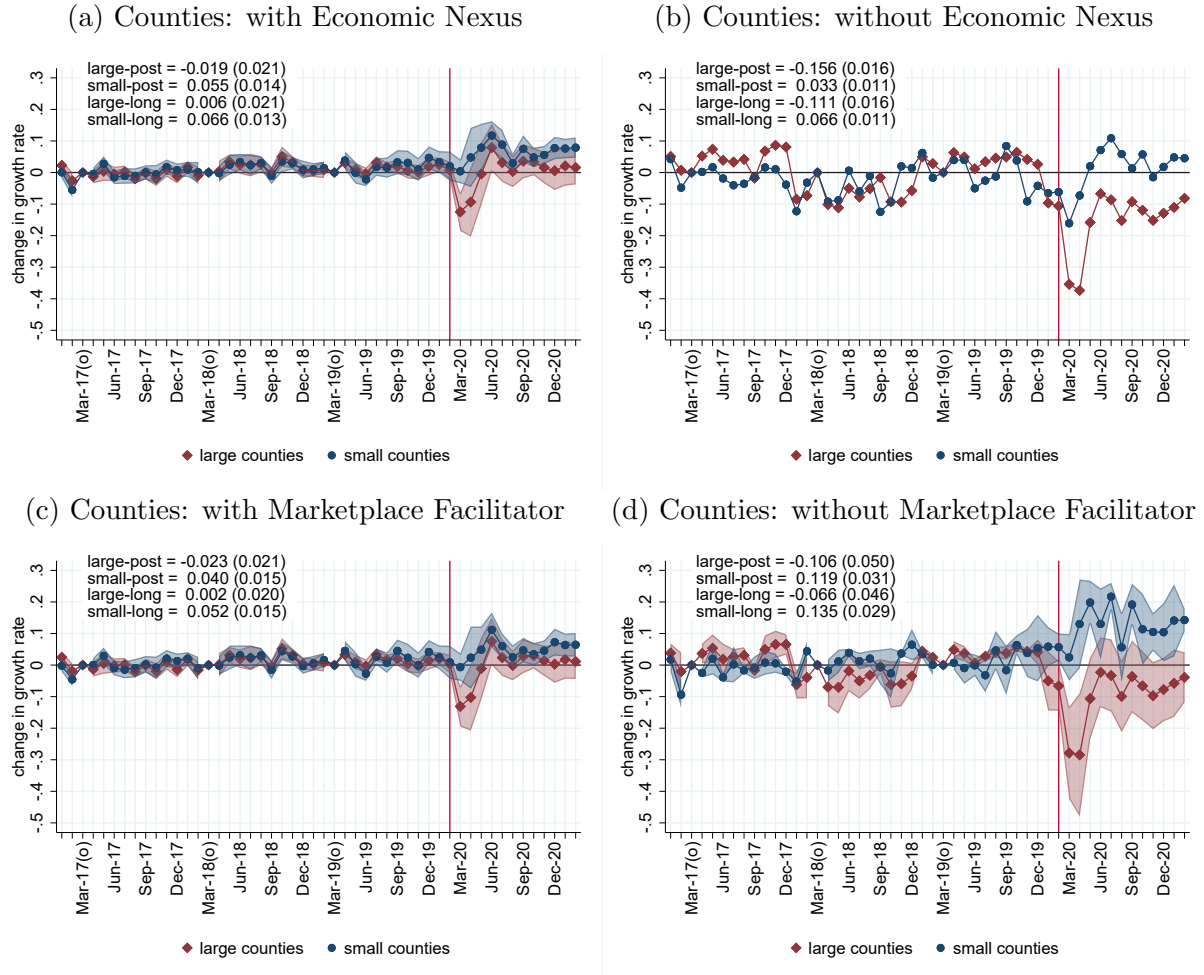 (a) Counties: with Economic Nexus
large-post = -0.019 (0.021)
small-post = 0.055 (0.014)
large-long = 0.006 (0.021)
small-long = 0.066 (0.013)
change in growth rate
.3
.2
.1
0
-.1
-.2
-.3
-.4
-.5
Mar-17(o)
Jun-17
Sep-17
Dec-17
Mar-18(o)
Jun-18
Sep-18
Dec-18
Mar-19(o)
Jun-19
Sep-19
Dec-19
Mar-20
Jun-20
Sep-20
Dec-20
large counties
small counties
(b) Counties: without Economic Nexus
large-post = -0.156 (0.016)
small-post = 0.033 (0.011)
large-long = -0.111 (0.016)
small-long = 0.066 (0.011)
change in growth rate
.3
.2
.1
0
-.1
-.2
-.3
-.4
-.5
Mar-17(o)
Jun-17
Sep-17
Dec-17
Mar-18(o)
Jun-18
Sep-18
Dec-18
Mar-19(o)
Jun-19
Sep-19
Dec-19
Mar-20
Jun-20
Sep-20
Dec-20
large counties
small counties
(c) Counties: with Marketplace Facilitator
large-post = -0.023 (0.021)
small-post = 0.040 (0.015)
large-long = 0.002 (0.020)
small-long = 0.052 (0.015)
change in growth rate
.3
.2
.1
0
-.1
-.2
-.3
-.4
-.5
Mar-17(o)
Jun-17
Sep-17
Dec-17
Mar-18(o)
Jun-18
Sep-18
Dec-18
Mar-19(o)
Jun-19
Sep-19
Dec-19
Mar-20
Jun-20
Sep-20
Dec-20
large counties
small counties
(d) Counties: without Marketplace Facilitator
large-post = -0.106 (0.050)
small-post = 0.119 (0.031)
large-long = -0.066 (0.046)
small-long = 0.135 (0.029)
change in growth rate
.3
.2
.1
0
-.1
-.2
-.3
-.4
-.5
Mar-17(o)
Jun-17
Sep-17
Dec-17
Mar-18(o)
Jun-18
Sep-18
Dec-18
Mar-19(o)
Jun-19
Sep-19
Dec-19
Mar-20
Jun-20
Sep-20
Dec-20
large counties
small counties